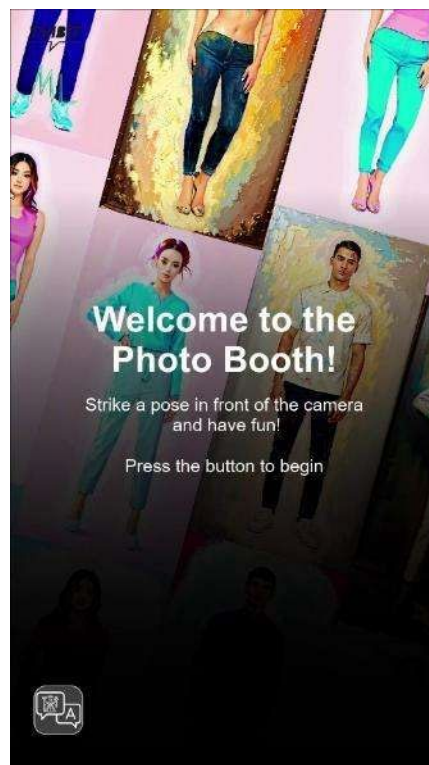 Welcome to the
Photo Booth!
Strike a pose in front of the camera
and have fun!
Press the button to begin
A